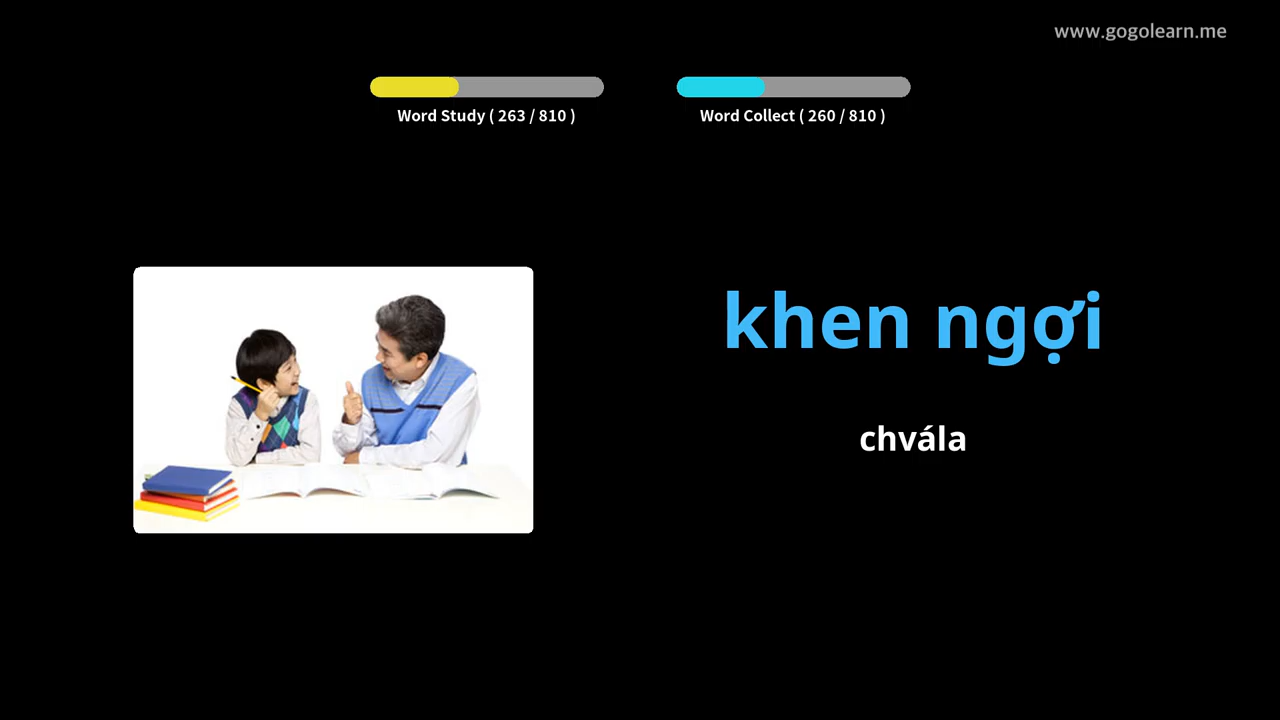 www.gogolearn.me
Word Study ( 263 / 810 )
Word Collect ( 260 / 810 )
khen ngợi
chvála